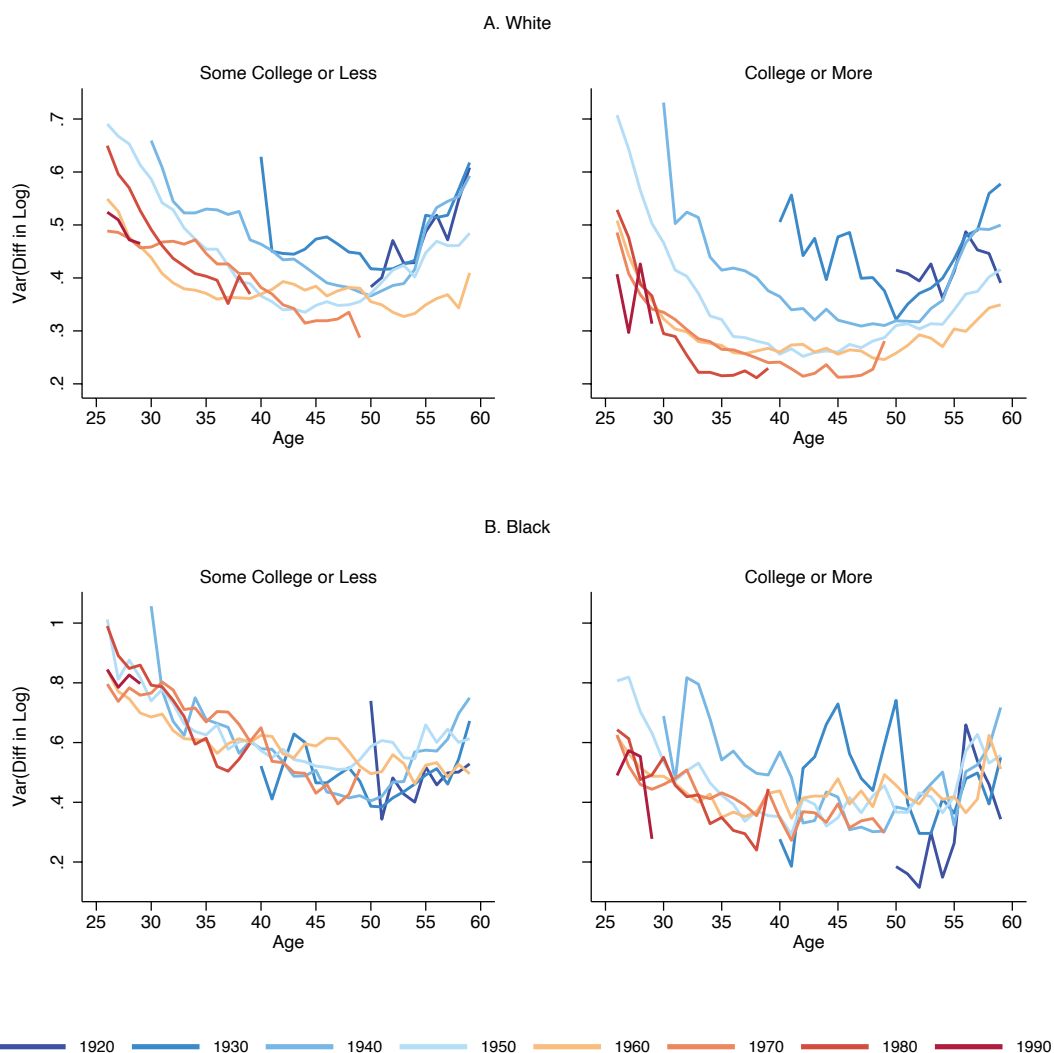 A. White
Some College or Less
College or More
Var(Diff in Log)
.7
.6
.5
.4
.3
.2
25 30 35 40 45 50 55 60
25 30 35 40 45 50 55 60
Age
Age
B. Black
Some College or Less
College or More
Var(Diff in Log)
1
.8
.6
.4
.2
25 30 35 40 45 50 55 60
25 30 35 40 45 50 55 60
Age
Age
1920 1930 1940 1950 1960 1970 1980 1990